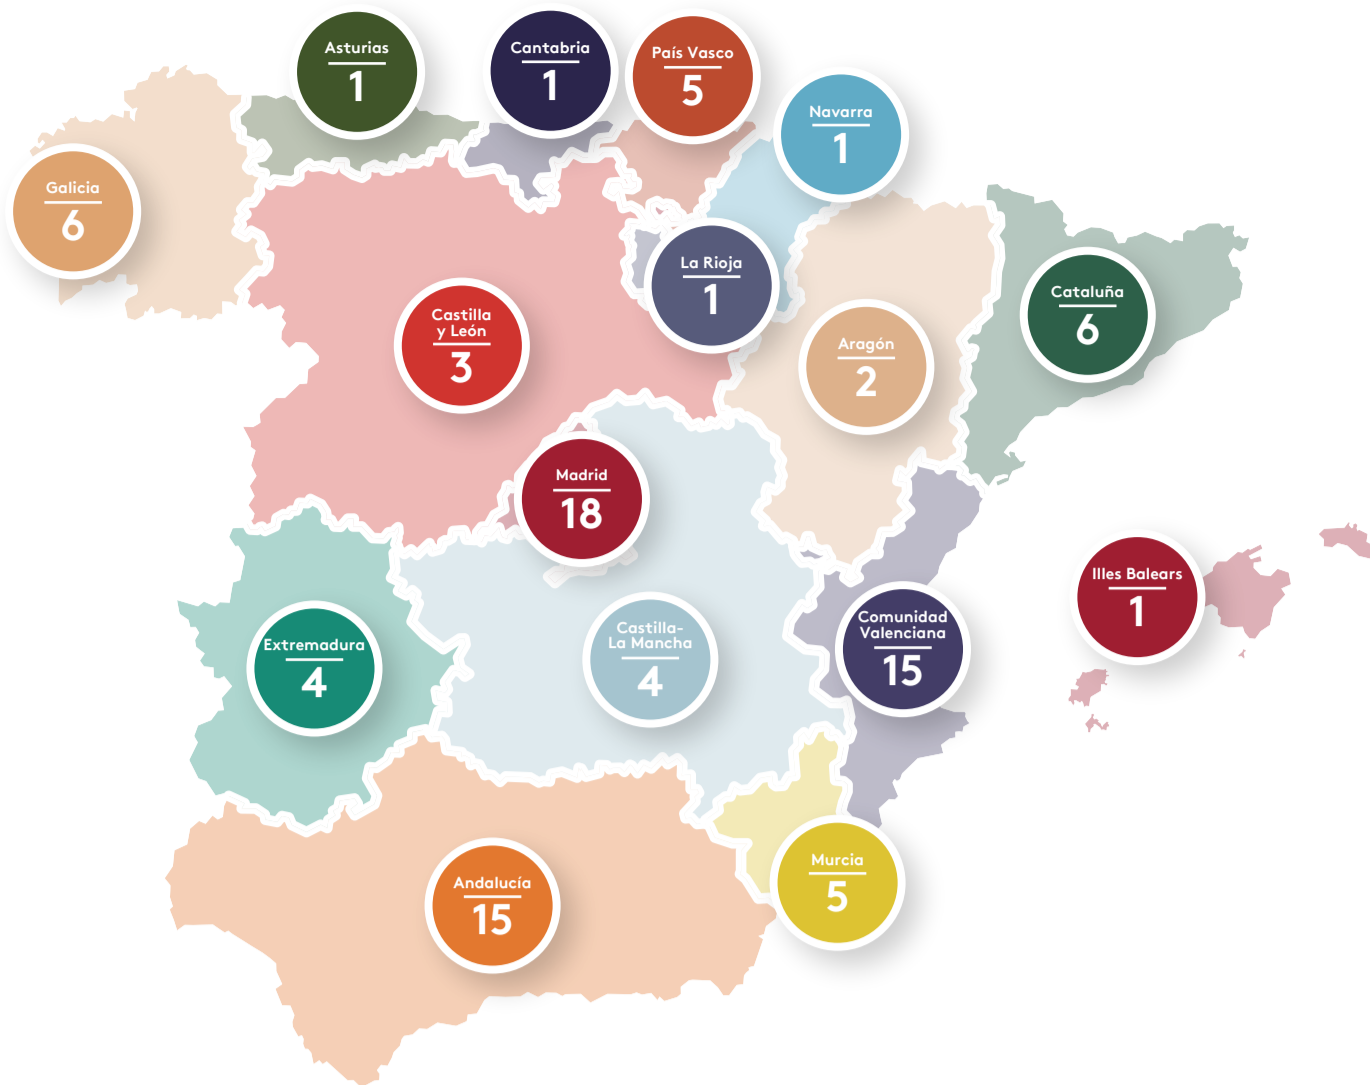 Asturias
1
Cantabria
1
País Vasco
5
Navarra
1
Galicia
6
La Rioja
1
Cataluña
6
Castilla
y León
3
Aragón
2
Madrid
18
Illes Balears
1
Extremadura
4
Castilla-
La Mancha
4
Comunidad
Valenciana
15
Murcia
5
Andalucía
15